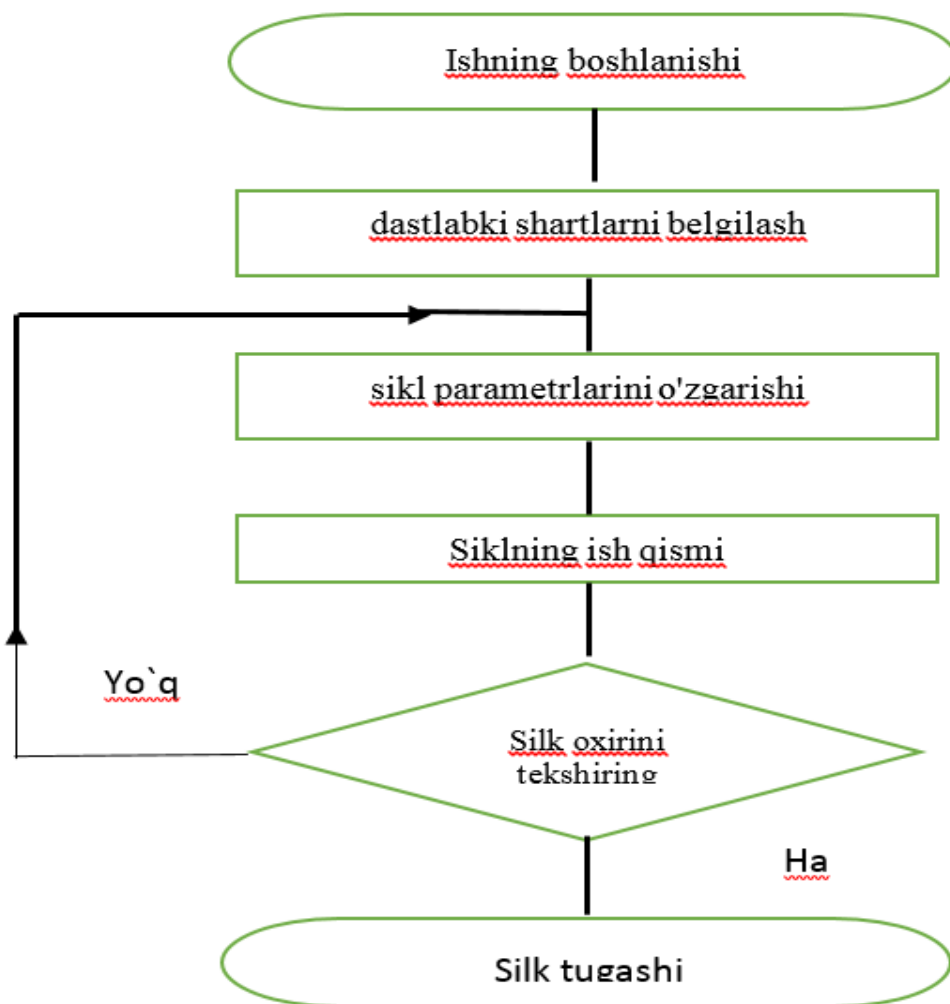 Ishning boshlanishi
dastlabki shartlarni belgilash
sikl parametrlarini o'zgarishi
Siklning ish qismi
Yo`q
Silk oxirini
tekshiring
Ha
Silk tugashi